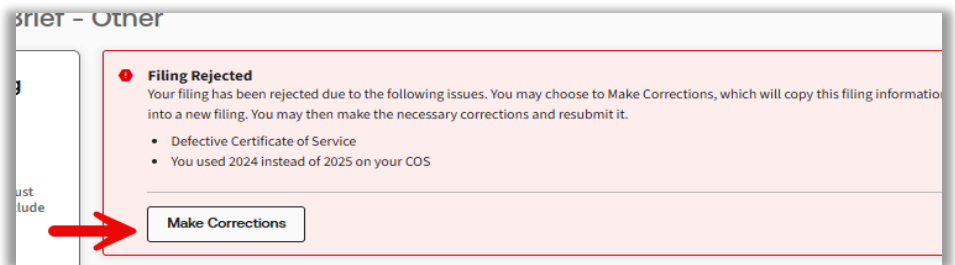 Brief - Other
Filing Rejected
Your filing has been rejected due to the following issues. You may choose to Make Corrections, which will copy this filing information
into a new filing. You may then make the necessary corrections and resubmit it.
Defective Certificate of Service
You used 2024 instead of 2025 on your COS
Make Corrections